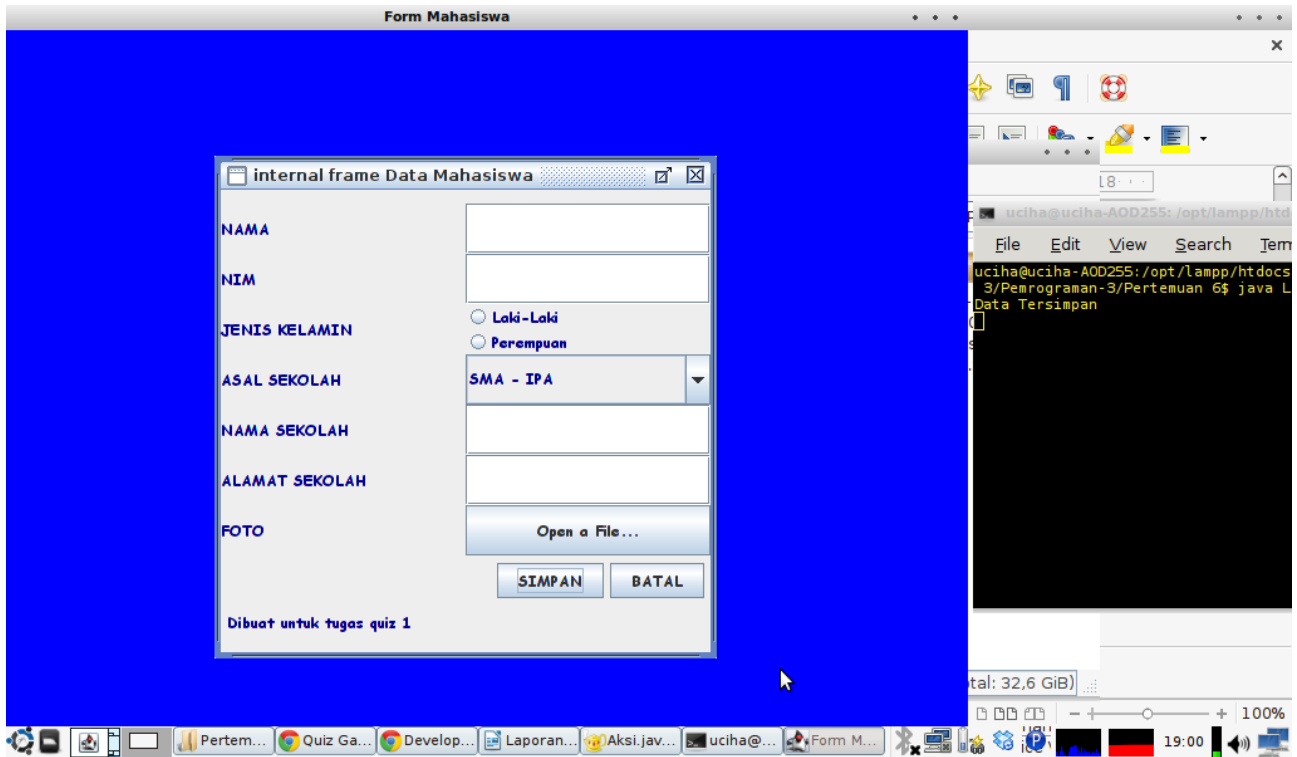 Form Mahasiswa
internal frame Data Mahasiswa
NAMA
NIM
JENIS KELAMIN
Laki-Laki
Perempuan
ASAL SEKOLAH
SMA - IPA
NAMA SEKOLAH
ALAMAT SEKOLAH
FOTO
Open a File...
SIMPAN
BATAL
Dibuat untuk tugas quiz 1
18
uciha@uciha-AOD255: /opt/lampp/htd
File Edit View Search Term
uciha@uciha-AOD255:/opt/lampp/htdocs
3/Pemrograman-3/Pertemuan 6$ java L
Data Tersimpan
tal: 32,6 GiB)
100%
Pertem...
Quiz Ga...
Develop...
Laporan...
Aksi.jav...
uciha@...
Form M...
19:00